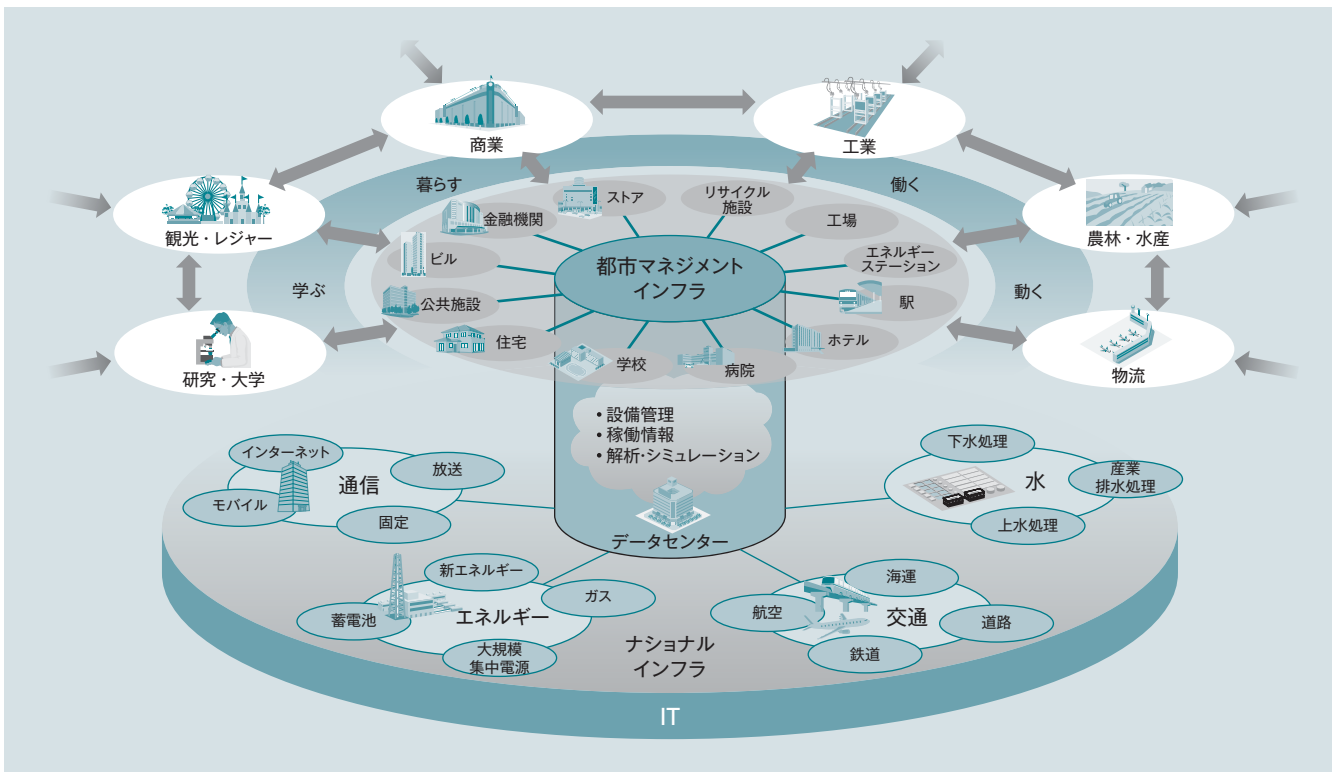 商業
工業
暮らす
働く
ストア
リサイクル
施設
金融機関
工場
観光・レジャー
農林・水産
都市マネジメント
インフラ
ビル
エネルギー
ステーション
学ぶ
動く
公共施設
駅
住宅
ホテル
学校
病院
研究・大学
物流
• 設備管理
• 稼働情報
• 解析・シミュレーション
データセンター
インターネット
放送
通信
モバイル
固定
下水処理
水
産業
排水処理
上水処理
新エネルギー
ガス
蓄電池
エネルギー
大規模
集中電源
海運
航空
交通
道路
鉄道
ナショナル
インフラ
IT